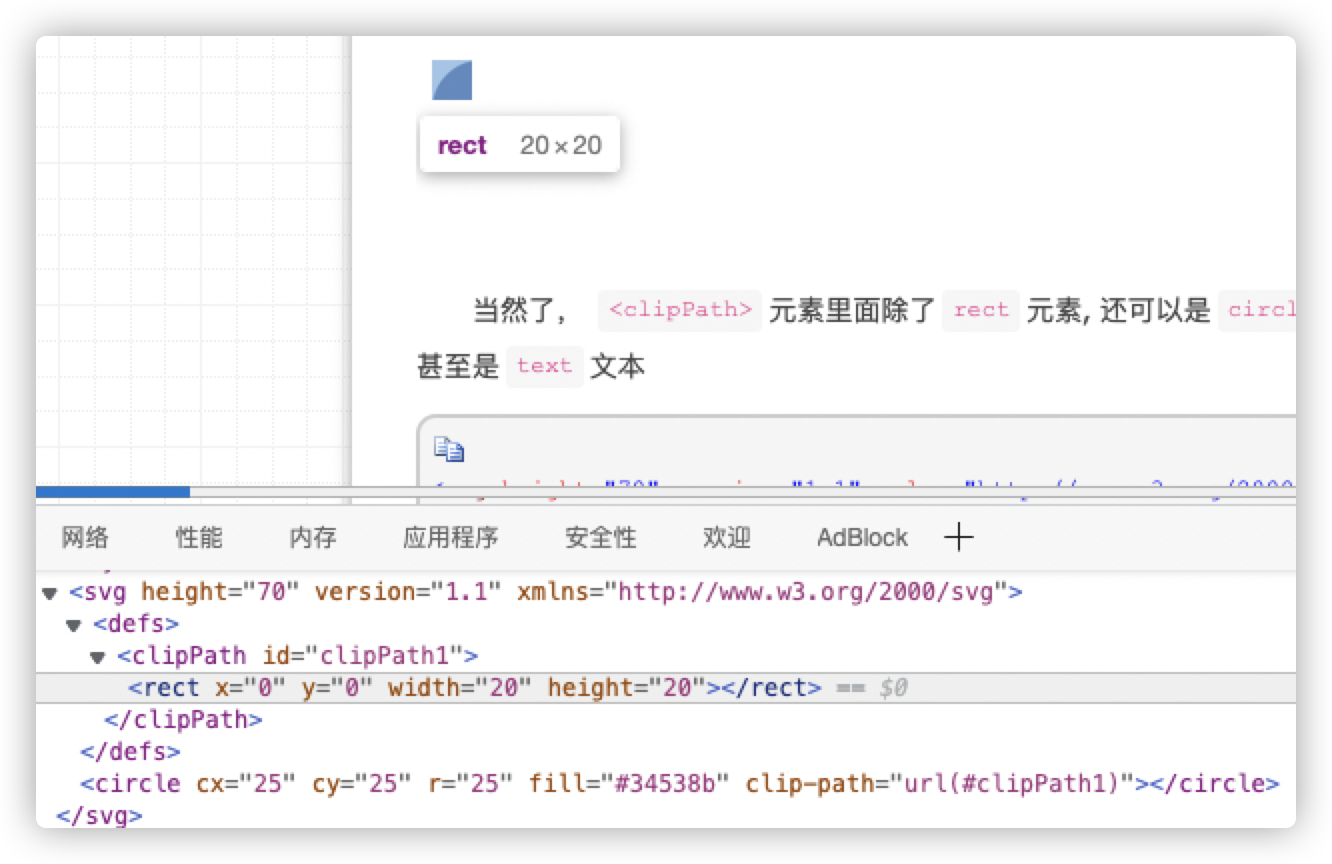 rect 20 × 20
当然了， <clipPath> 元素里面除了 rect 元素, 还可以是 circl
甚至是 text 文本
网络 性能 内存 应用程序 安全性 欢迎 AdBlock
<svg height="70" version="1.1" xmlns="http://www.w3.org/2000/svg">
<defs>
<clipPath id="clipPath1">
<rect x="0" y="0" width="20" height="20"></rect> == $0
</clipPath>
</defs>
<circle cx="25" cy="25" r="25" fill="#34538b" clip-path="url(#clipPath1)"></circle>
</svg>